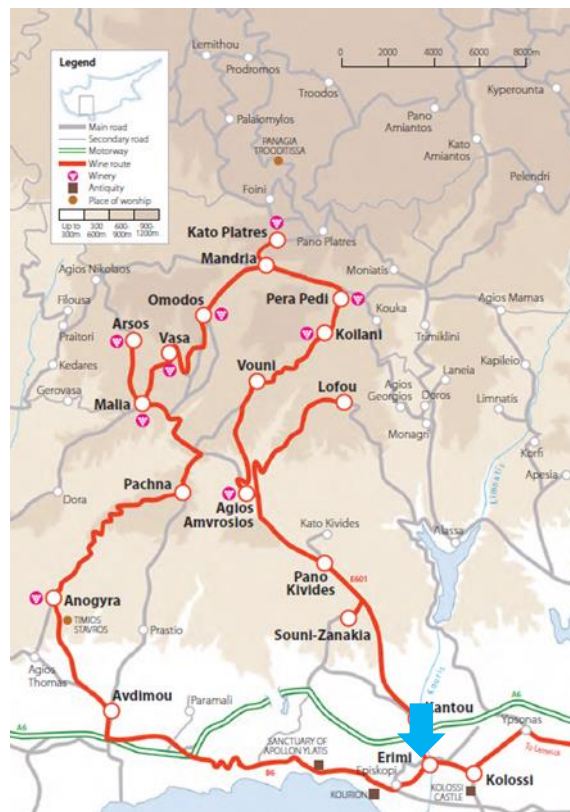 Lemithou
Prodromos
0 2000 4000 6000 8000m
Legend
Main road
Secondary road
Motorway
Wine route
Winery
Antiquity
Place of worship
Up to 300m
300 600m
600- 900m
900- 1200m
Troodos
Kyperounta
Pano Amiantos
Palaiomylos
PANAGIA TROODITISSA
Kato Amiantos
Pelendri
Foini
Kato Platres
Pano Platres
Mandria
Moniatis
Agios Nikolaos
Omodos
Pera Pedi
Filousa
Arsos
Kouka
Agios Mamas
Praitori
Vasa
Koilani
Trimiklini
Kedares
Vouni
Lofou
Laneia
Kapileio
Gerovasa
Malia
Agios Georgios
Doros
Limnatis
Monagri
Korfi
Pachna
Apesia
Dora
Agios Amvrosios
Limnatis
Kato Kivides
Alassa
Pano Kivides
E601
Anogyra
TIMIOS STAVROS
Prastio
Souni-Zanakia
Agios Thomas
Kouris
Avdimou
Paramali
Kantou
A6
A6
Ypsonas
SANCTUARY OF APOLLON YLATIS
Erimi
To Lemesos
B6
Episkopi
KOLOSSI CASTLE
Kolossi
KOURION